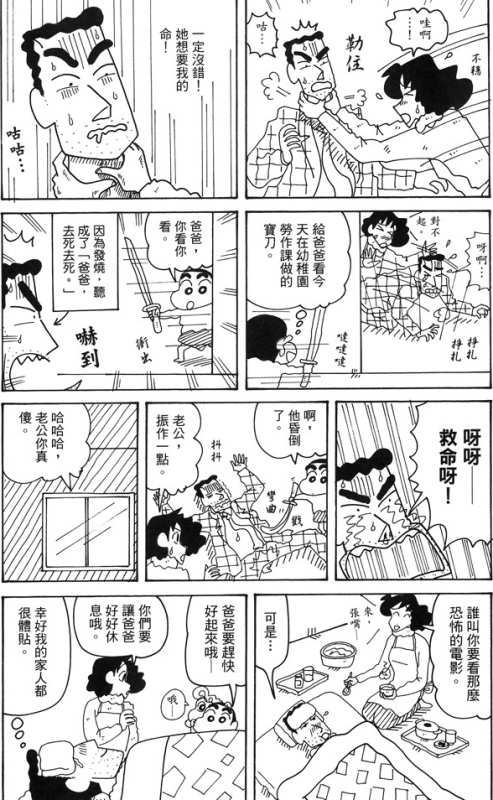 哇啊…!
不穩
勒住
咕…
一定沒錯!
她想要我的
命!
咕咕…
對不
起。
呀。
掙扎
掙扎
給爸爸看今
天在幼稚園
勞作課做的
寶刀。
噠噠噠
爸爸,
你看你
看。
衝出
因為發燒,聽
成了「爸爸,
去死去死。」
嚇到
呀呀——
救命呀!
啊,
他昏倒
了。
彎曲
戳
抖抖
老公,
振作一點。
哈哈哈,
老公你真
傻。
誰叫你要看那麼
恐怖的電影。
來,
張嘴。
可是…
爸爸要趕快
好起來哦——
哦——
你們要
讓爸爸
好好休
息哦。
幸好我的家人都
很體貼。